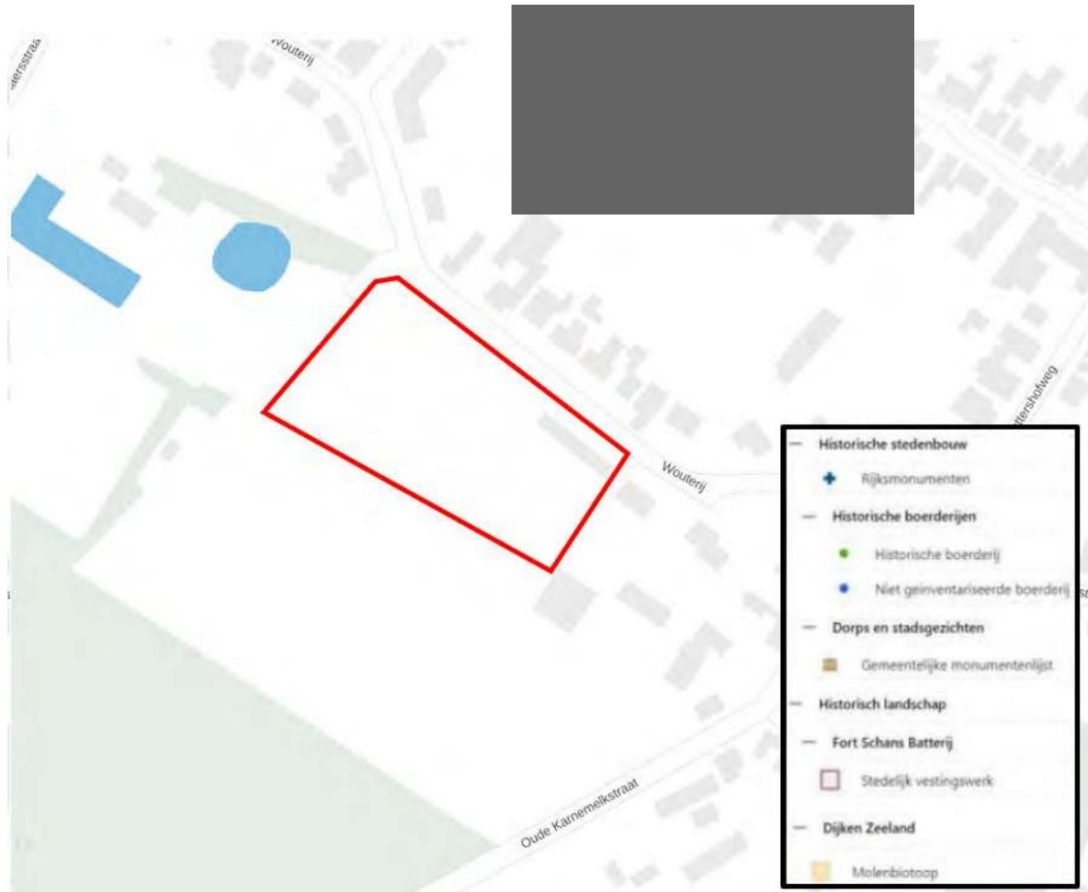 Wouterij
Wouterij
Oude Karnemelkstraat
Historische stedenbouw
Rijksmonumenten
Historische boerderijen
Historische boerderij
Niet geinventariseerde boerderij
Dorps en stadsgezichten
Gemeentelijke monumentenlijst
Historisch landschap
Fort Schans Batterij
Stedelijk vestingswerk
Dijken Zeeland
Molenbiotoop